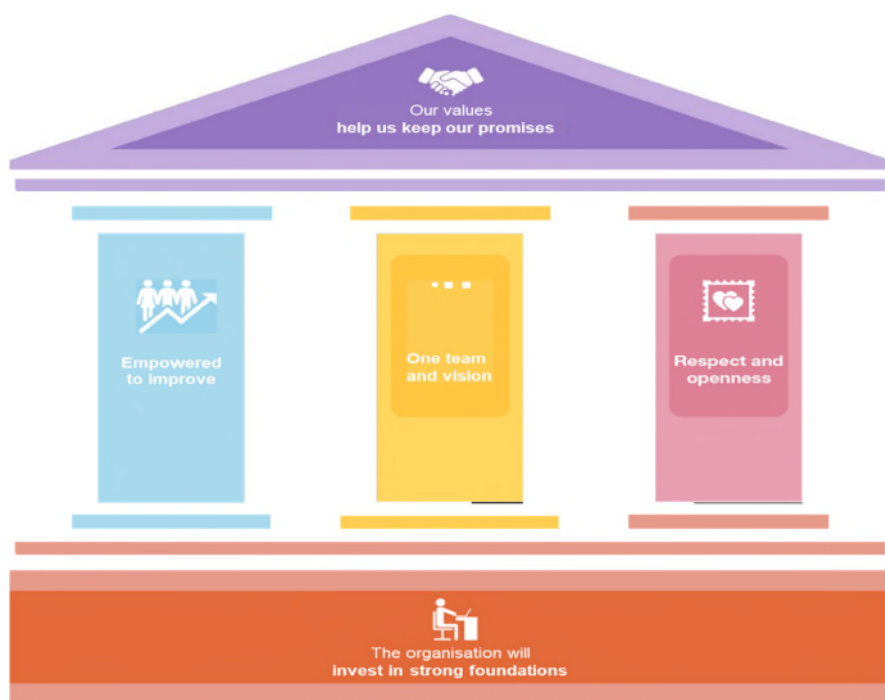 Our values
help us keep our promises
Empowered
to improve
One team
and vision
Respect and
openness
The organisation will
invest in strong foundations